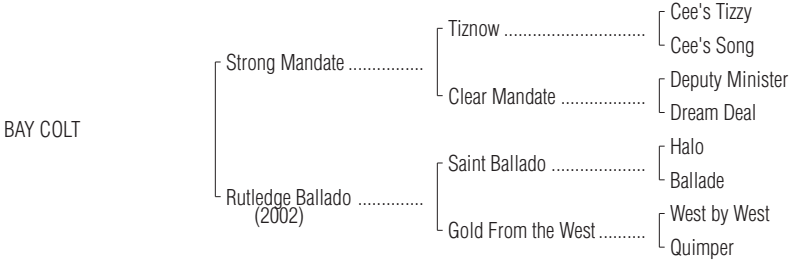 Cee's Tizzy
Tiznow ..............................
Cee's Song
Strong Mandate ................
Deputy Minister
Clear Mandate ..................
Dream Deal
BAY COLT
Halo
Saint Ballado ....................
Ballade
Rutledge Ballado ..............
(2002)
West by West
Gold From the West ..........
Quimper